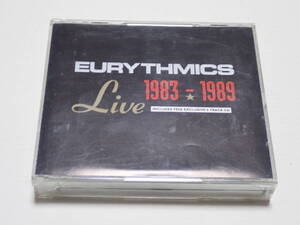 EURYTHMICS
Live 1983 - 1989
INCLUDES FREE EXCLUSIVE 6 TRACK CD